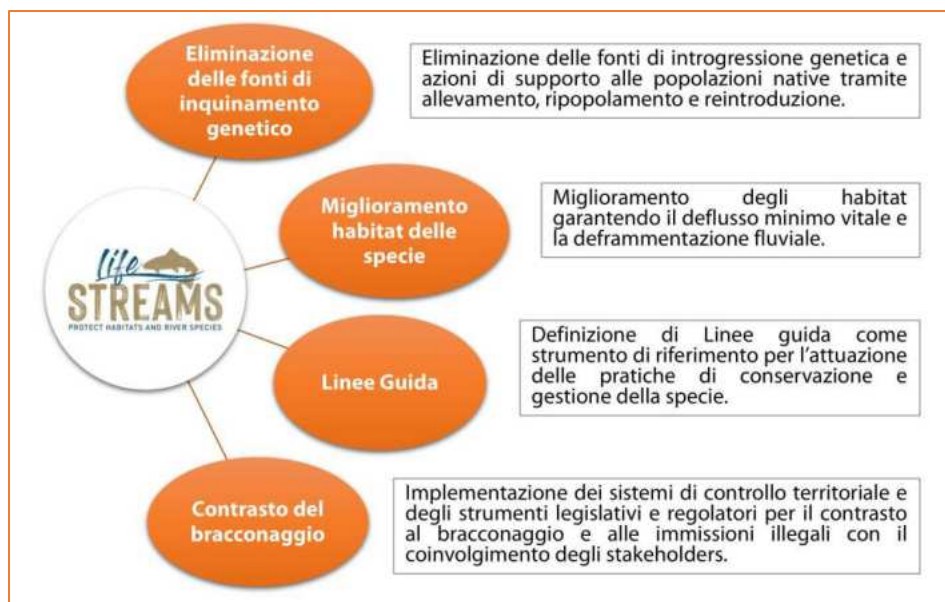 Eliminazione
delle fonti di
inquinamento
genetico
Eliminazione delle fonti di introgressione genetica e
azioni di supporto alle popolazioni native tramite
allevamento, ripopolamento e reintroduzione.
Miglioramento
habitat delle
specie
Miglioramento degli habitat
garantendo il deflusso minimo vitale e
la deframmentazione fluviale.
life
STREAMS
PROTECT HABITATS AND RIVER SPECIES
Linee Guida
Definizione di Linee guida come
strumento di riferimento per l'attuazione
delle pratiche di conservazione e
gestione della specie.
Contrasto del
bracconaggio
Implementazione dei sistemi di controllo territoriale e
degli strumenti legislativi e regolatori per il contrasto
al bracconaggio e alle immissioni illegali con il
coinvolgimento degli stakeholders.